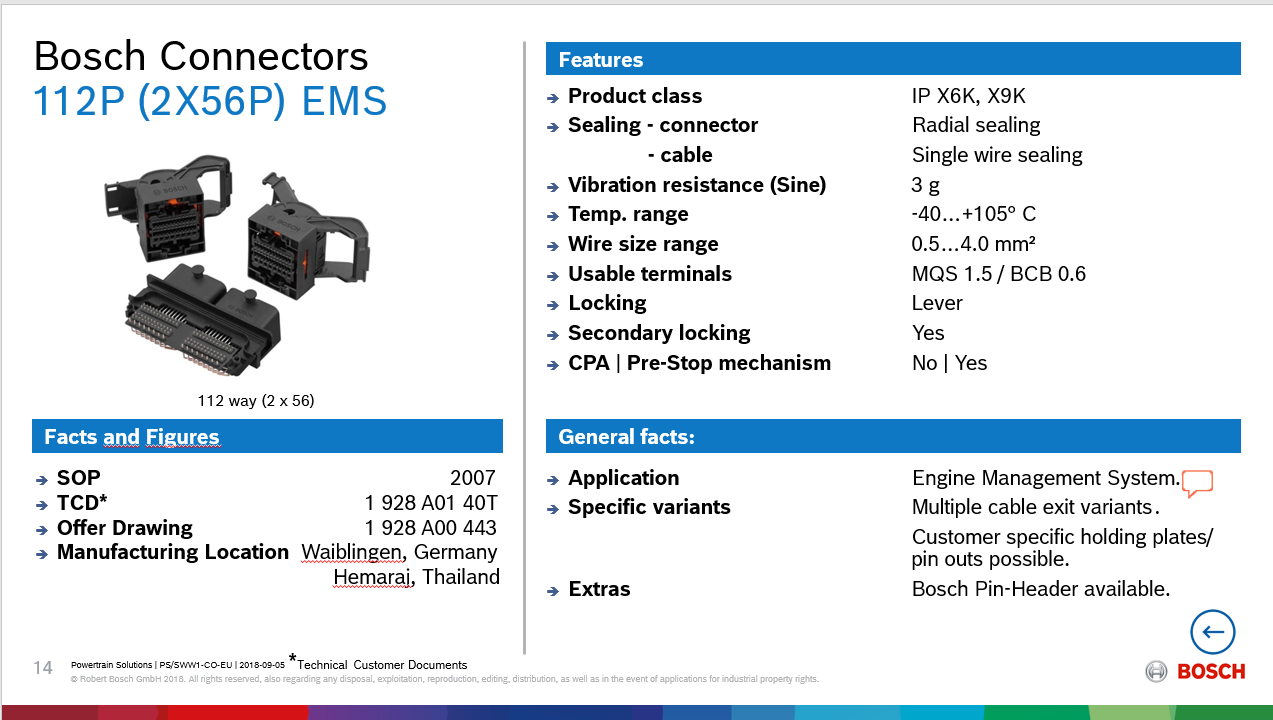 Bosch Connectors
112P (2X56P) EMS
BOSCH
BOSCH
112 way (2 x 56)
Facts and Figures
SOP 2007
TCD* 1 928 A01 40T
Offer Drawing 1 928 A00 443
Manufacturing Location Waiblingen, Germany
Hemaraj, Thailand
Features
Product class IP X6K, X9K
Sealing - connector Radial sealing
- cable Single wire sealing
Vibration resistance (Sine) 3 g
Temp. range -40…+105° C
Wire size range 0.5…4.0 mm²
Usable terminals MQS 1.5 / BCB 0.6
Locking Lever
Secondary locking Yes
CPA | Pre-Stop mechanism No | Yes
General facts:
Application Engine Management System.
Specific variants Multiple cable exit variants.
Customer specific holding plates/
pin outs possible.
Extras Bosch Pin-Header available.
14 Powertrain Solutions | PS/SWW1-CO-EU | 2018-09-05 *Technical Customer Documents
© Robert Bosch GmbH 2018. All rights reserved, also regarding any disposal, exploitation, reproduction, editing, distribution, as well as in the event of applications for industrial property rights.
BOSCH